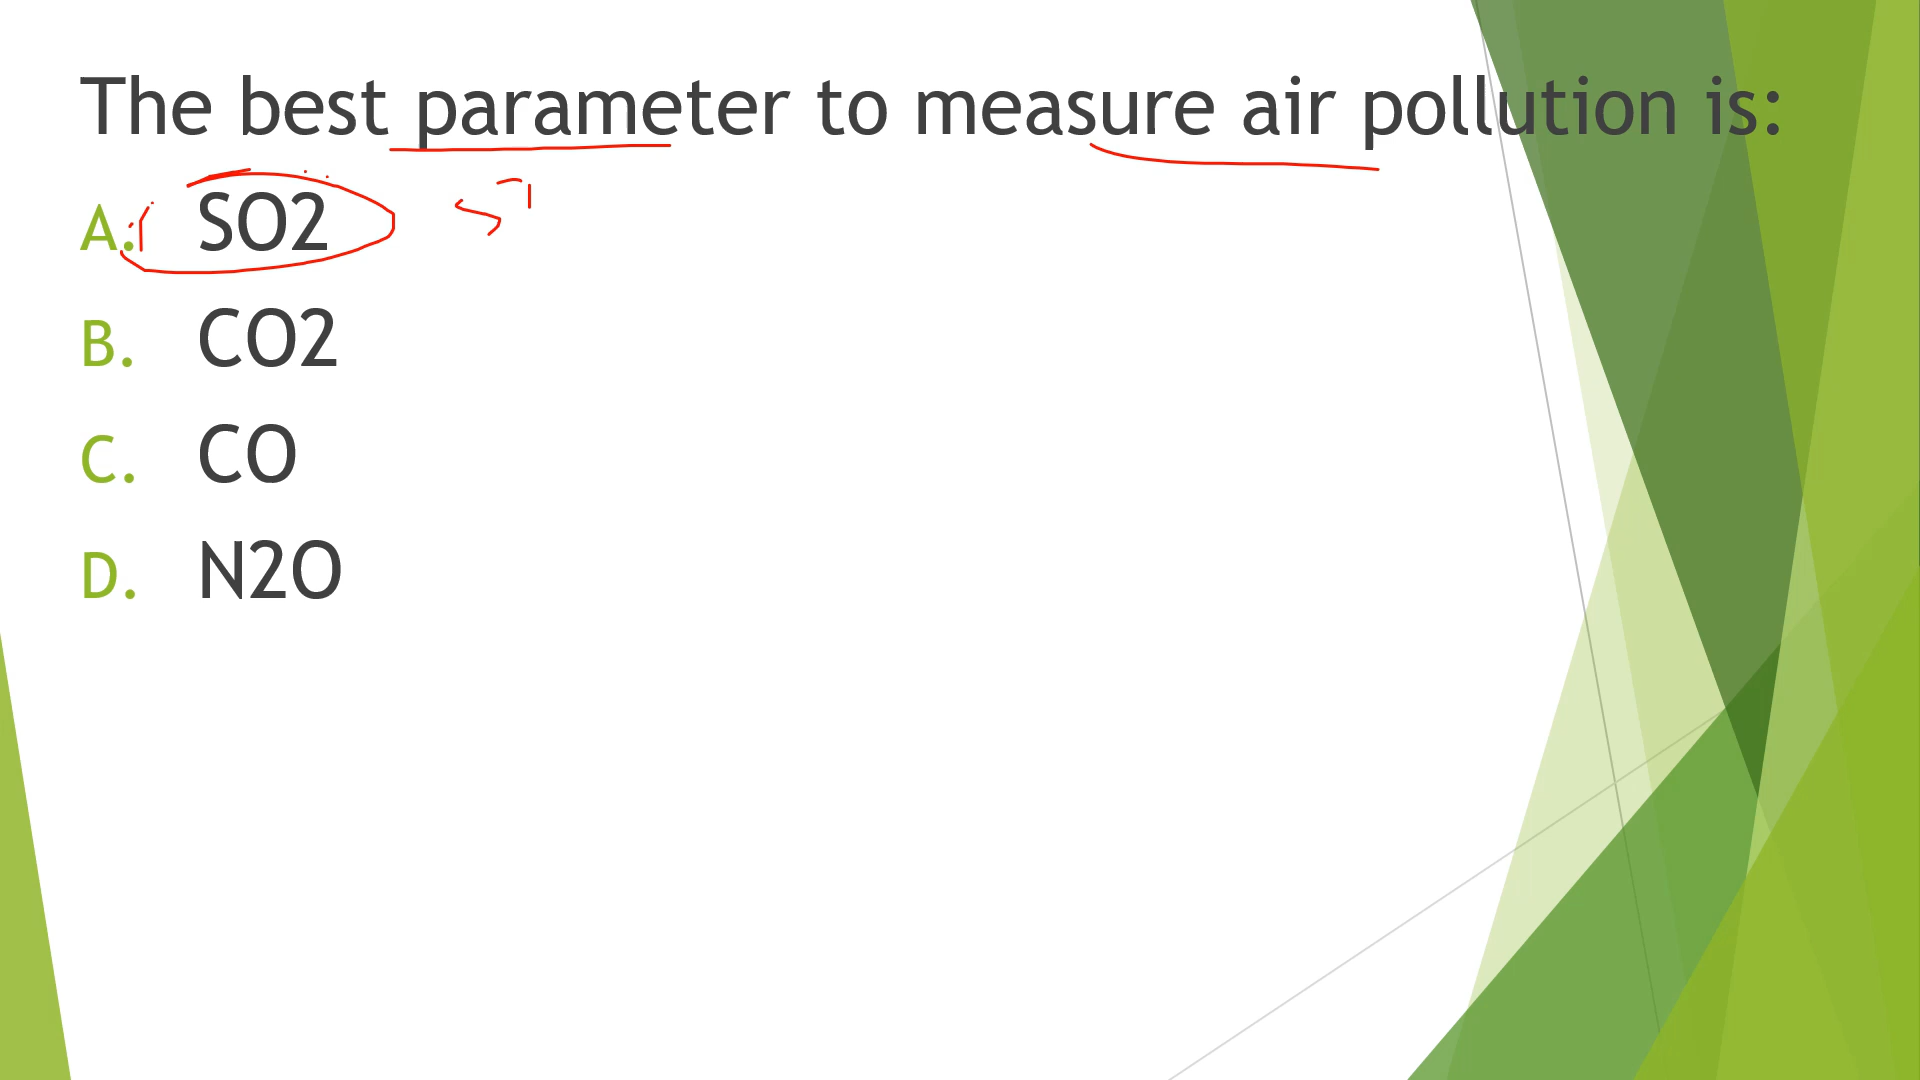 The best parameter to measure air pollution is:
A. SO2
B. CO2
C. CO
D. N2O